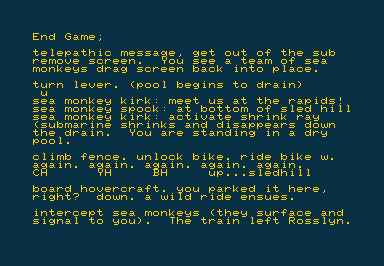 End Game;
telepathic message, get out of the sub
remove screen.  You see a team of sea
monkeys drag screen back into place.
turn lever. (pool begins to drain)
u
sea monkey kirk: meet us at the rapids!
sea monkey spock: at bottom of sled hill
sea monkey kirk: activate shrink ray
(submarine shrinks and disappears down
the drain.  You are standing in a dry
pool.
climb fence. unlock bike. ride bike w.
again. again. again. again. again.
CH      YH     BH      up...sledhill
board hovercraft. you parked it here,
right?  down. a wild ride ensues.
intercept sea monkeys (they surface and
signal to you).  The train left Rosslyn.